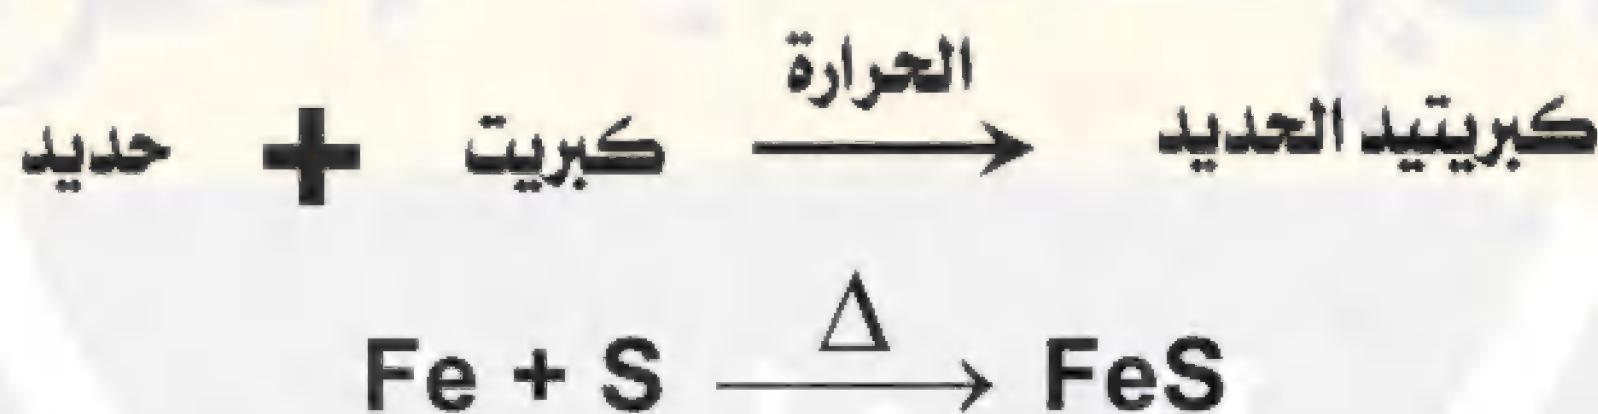 حديد + كبريت الحرارة → كبريتيد الحديد
Fe + S Δ → FeS